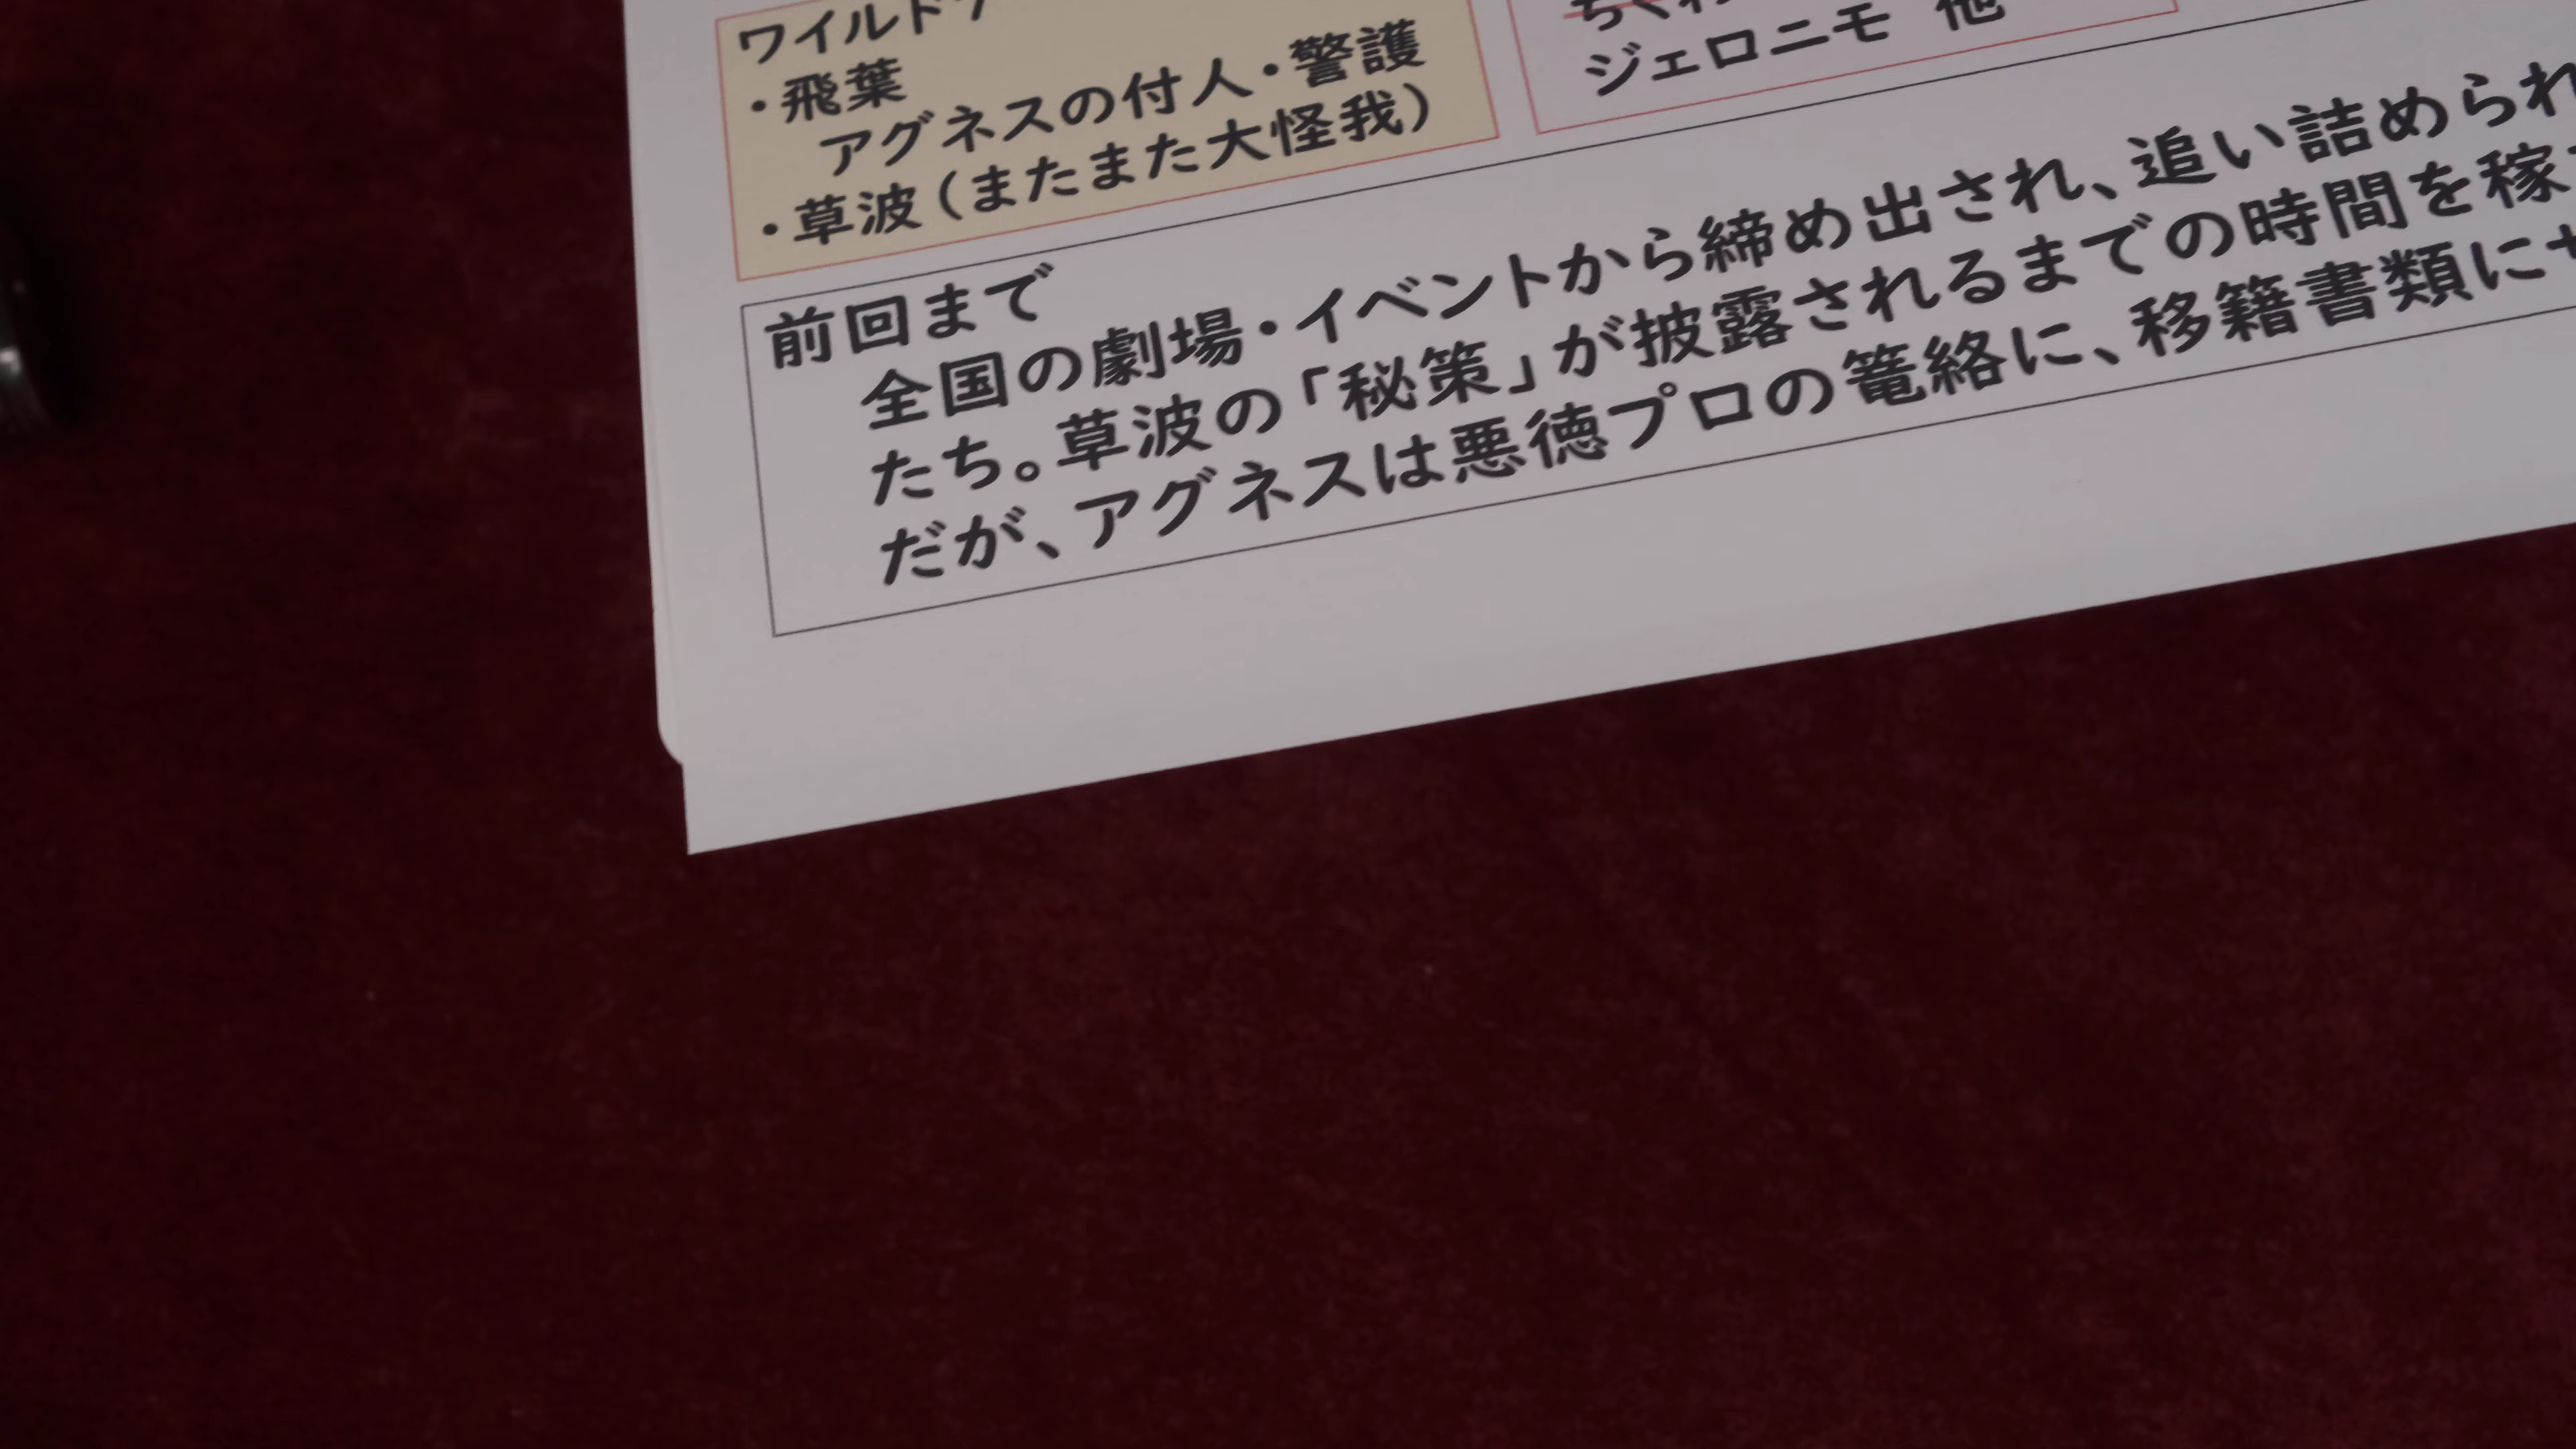 ワイルド
・飛葉
アグネスの付人・警護
・草波(またまた大怪我)
ジェロニモ 他
前回まで
全国の劇場・イベントから締め出され、追い詰められ
たち。草波の「秘策」が披露されるまでの時間を稼
だが、アグネスは悪徳プロの篭絡に、移籍書類に